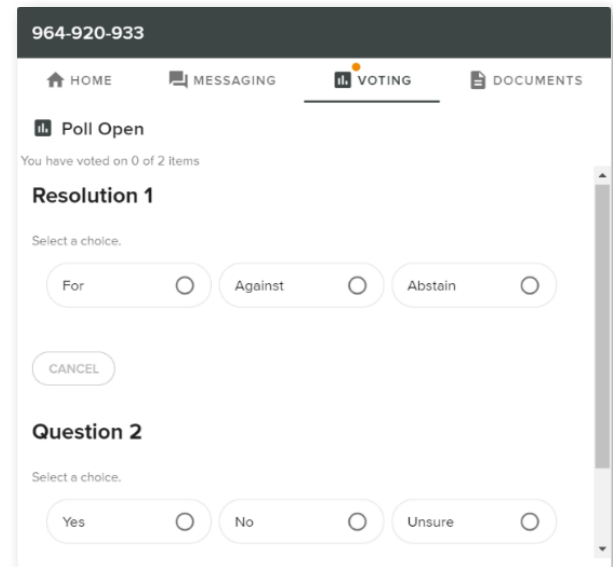 964-920-933
HOME MESSAGING VOTING DOCUMENTS
Poll Open
You have voted on 0 of 2 items
Resolution 1
Select a choice.
For Against Abstain
CANCEL
Question 2
Select a choice.
Yes No Unsure